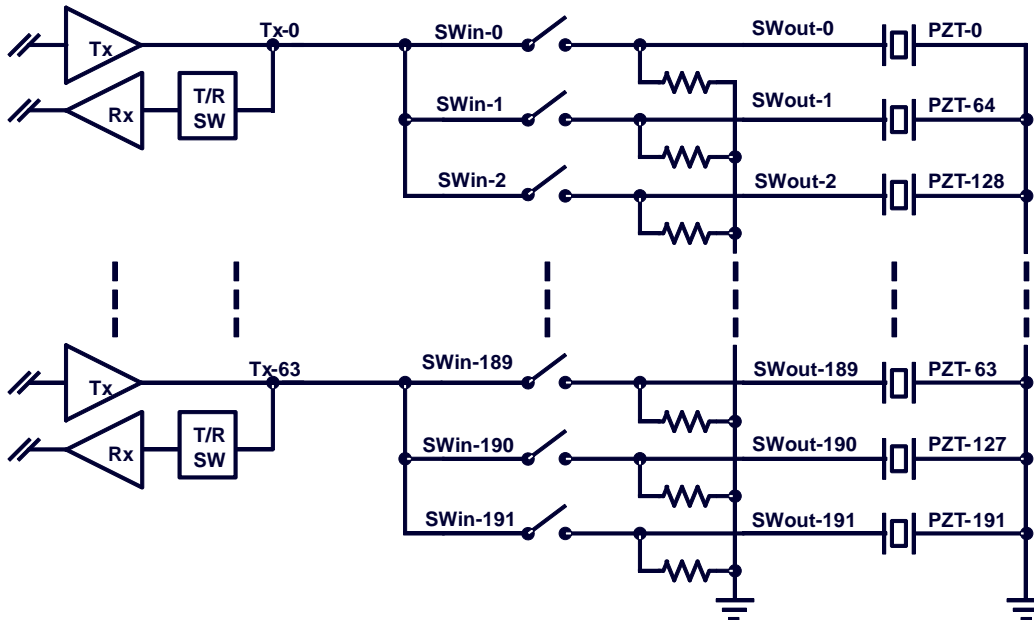 Tx-0 SWin-0 SWout-0 PZT-0
Tx
T/R
SW
Rx
SWin-1 SWout-1 PZT-64
SWin-2 SWout-2 PZT-128
Tx-63 SWin-189 SWout-189 PZT- 63
Tx
T/R
SW
Rx
SWin-190 SWout-190 PZT-127
SWin-191 SWout-191 PZT-191